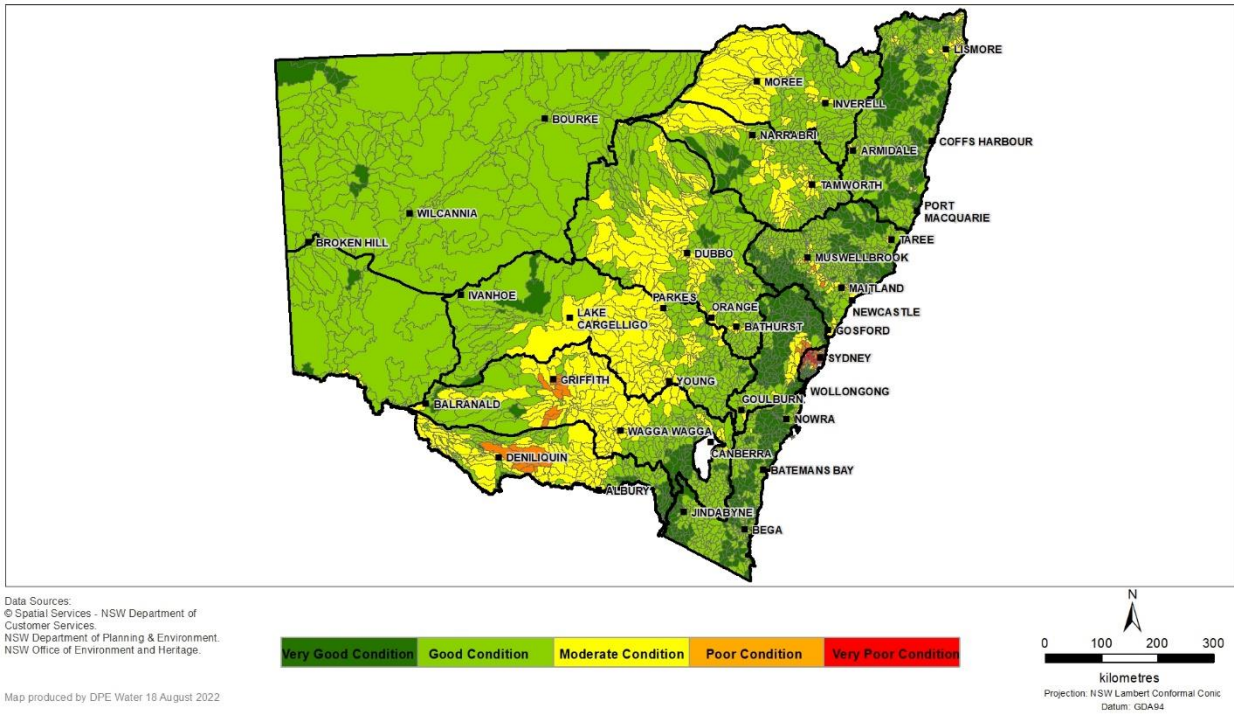 LISMORE
MOREE
INVERELL
BOURKE
NARRABRI
COFFS HARBOUR
ARMIDALE
TAMWORTH
PORT
MACQUARIE
WILCANNIA
TAREE
BROKEN HILL
DUBBO
MUSWELLBROOK
MAITLAND
IVANHOE
PARKES
ORANGE
NEWCASTLE
LAKE
CARGELLIGO
BATHURST
GOSFORD
SYDNEY
GRIFFITH
YOUNG
WOLLONGONG
GOULBURN
BALRANALD
NOWRA
WAGGA WAGGA
CANBERRA
DENILIQUIN
BATEMANS BAY
ALBURY
JINDABYNE
BEGA
Data Sources:
© Spatial Services - NSW Department of
Customer Services.
NSW Department of Planning & Environment.
NSW Office of Environment and Heritage.
Map produced by DPE Water 18 August 2022
Very Good Condition
Good Condition
Moderate Condition
Poor Condition
Very Poor Condition
N
0 100 200 300
kilometres
Projection: NSW Lambert Conformal Conic
Datum: GDA94